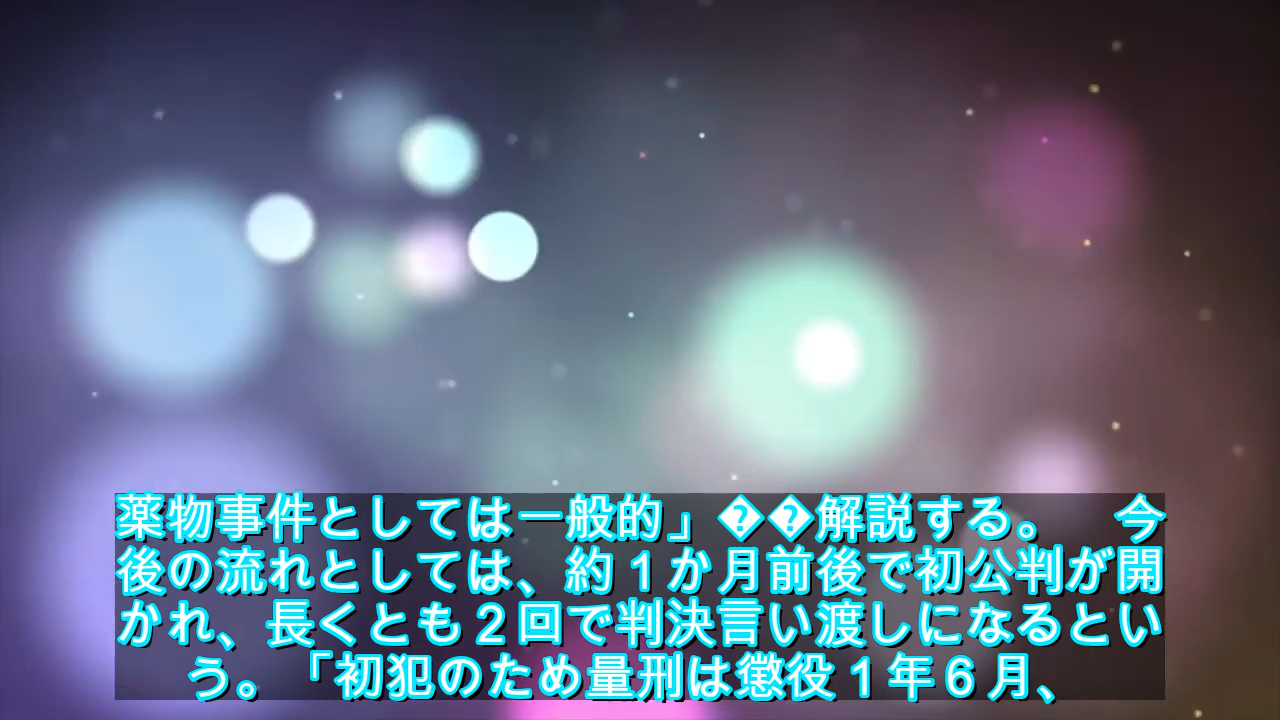 薬物事件としては一般的」��解説する。　今
後の流れとしては、約１か月前後で初公判が開
かれ、長くとも２回で判決言い渡しになるとい
う。「初犯のため量刑は懲役１年６月、